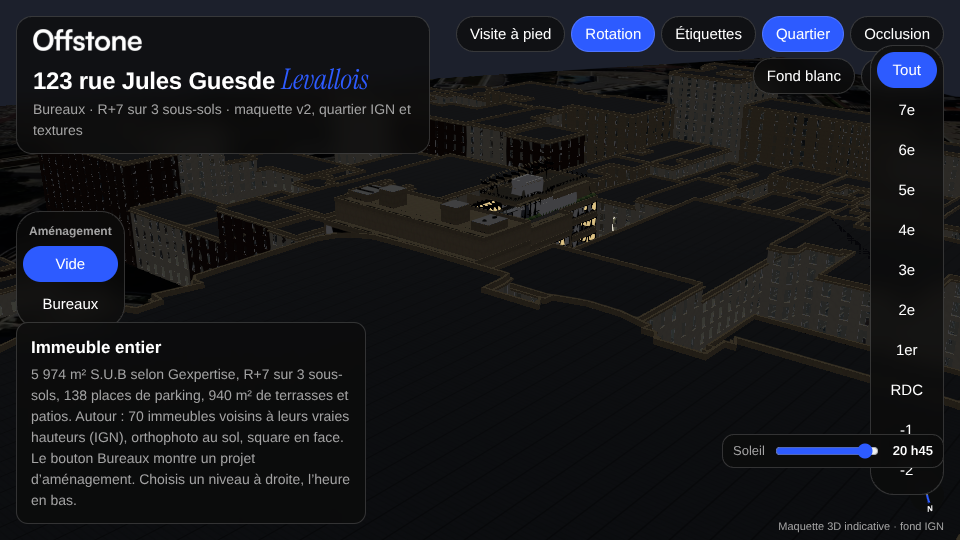 Offstone
123 rue Jules Guesde Levallois
Bureaux · R+7 sur 3 sous-sols · maquette v2, quartier IGN et
textures
Visite à pied
Rotation
Étiquettes
Quartier
Occlusion
Fond blanc
Tout
7e
6e
5e
4e
3e
2e
1er
RDC
-1
-2
Aménagement
Vide
Bureaux
Immeuble entier
5 974 m² S.U.B selon Gexpertise, R+7 sur 3 sous-
sols, 138 places de parking, 940 m² de terrasses et
patios. Autour : 70 immeubles voisins à leurs vraies
hauteurs (IGN), orthophoto au sol, square en face.
Le bouton Bureaux montre un projet
d’aménagement. Choisis un niveau à droite, l’heure
en bas.
Soleil
20 h45
N
Maquette 3D indicative · fond IGN